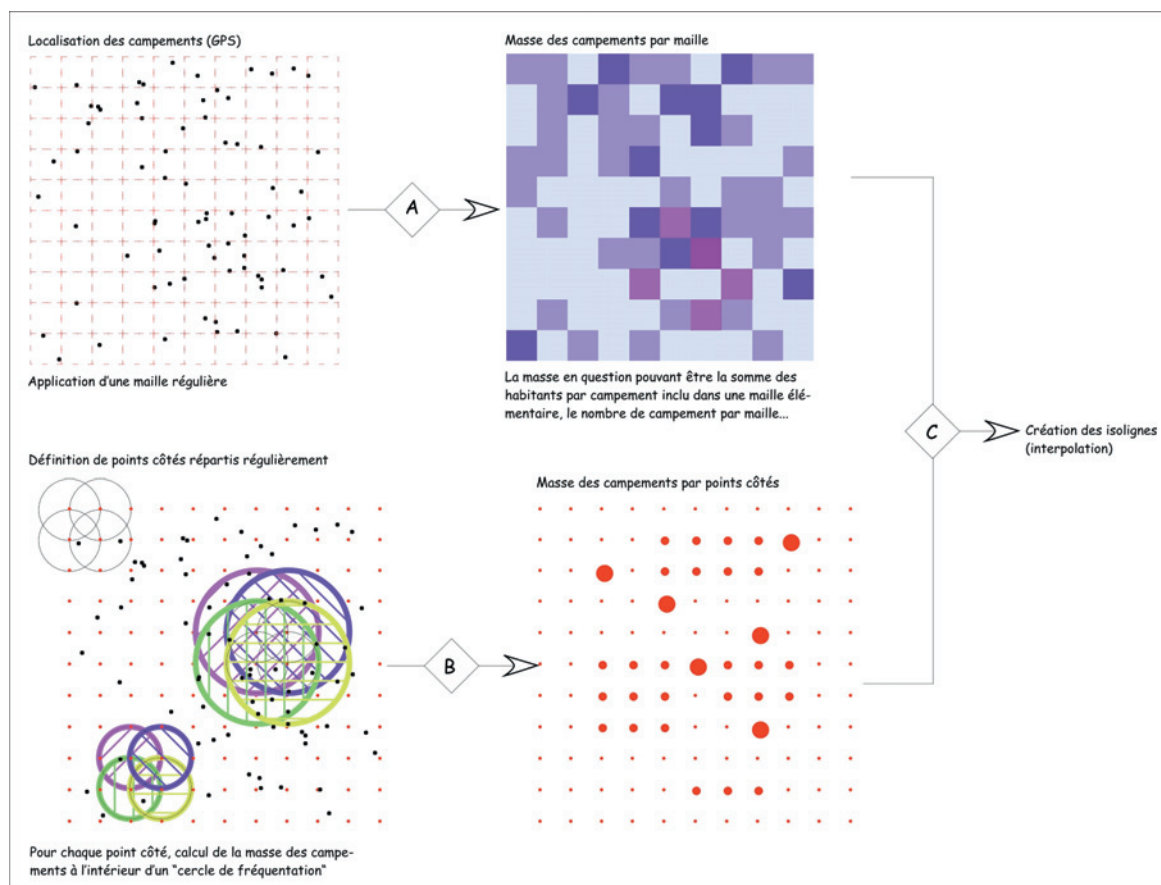 Localisation des campements (GPS)
Masse des campements par maille
A
Application d'une maille régulière
La masse en question pouvant être la somme des
habitants par campement inclu dans une maille élé-
mentaire, le nombre de campement par maille...
C
Création des isolignes
(interpolation)
Définition de points côtés répartis régulièrement
Masse des campements par points côtés
B
Pour chaque point côté, calcul de la masse des campe-
ments à l'intérieur d'un "cercle de fréquentation"